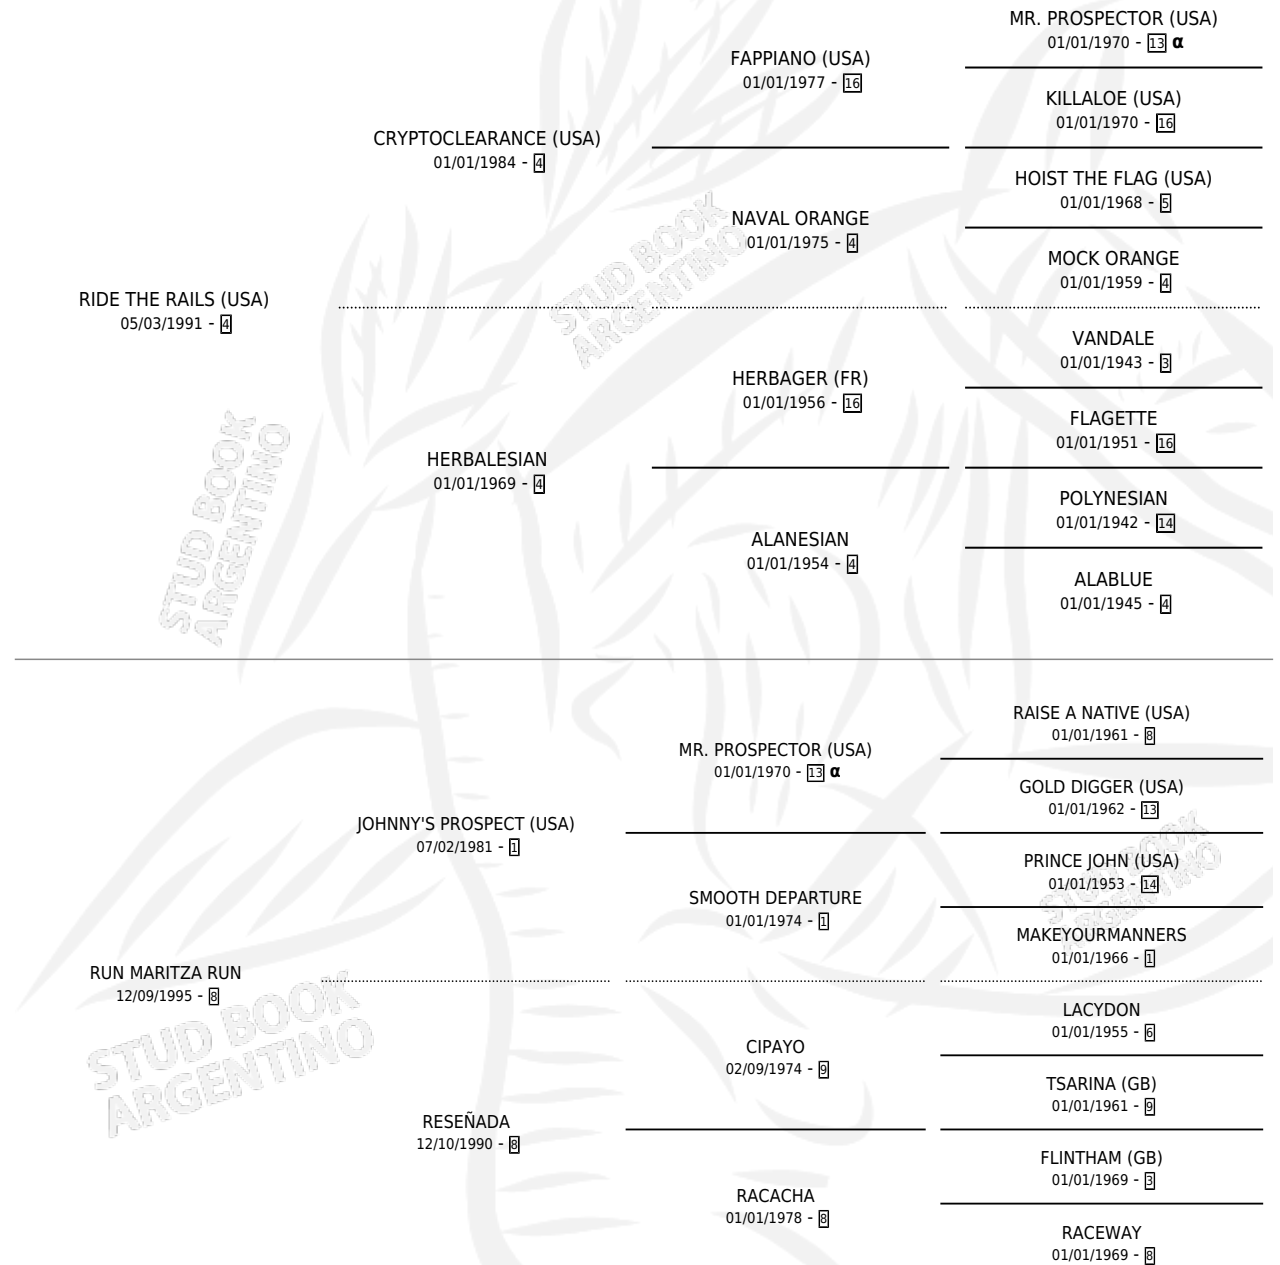 MR. PROSPECTOR (USA)
01/01/1970 - 13 α
FAPPIANO (USA)
01/01/1977 - 16
KILLALOE (USA)
01/01/1970 - 16
CRYPTOCLEARANCE (USA)
01/01/1984 - 4
HOIST THE FLAG (USA)
01/01/1968 - 5
NAVAL ORANGE
01/01/1975 - 4
MOCK ORANGE
01/01/1959 - 4
RIDE THE RAILS (USA)
05/03/1991 - 4
VANDALE
01/01/1943 - 3
HERBAGER (FR)
01/01/1956 - 16
FLAGETTE
01/01/1951 - 16
HERBALESIAN
01/01/1969 - 4
POLYNESIAN
01/01/1942 - 14
ALANESIAN
01/01/1954 - 4
ALABLUE
01/01/1945 - 4
RAISE A NATIVE (USA)
01/01/1961 - 8
MR. PROSPECTOR (USA)
01/01/1970 - 13 α
GOLD DIGGER (USA)
01/01/1962 - 13
JOHNNY'S PROSPECT (USA)
07/02/1981 - 1
PRINCE JOHN (USA)
01/01/1953 - 14
SMOOTH DEPARTURE
01/01/1974 - 1
MAKEYOURMANNERS
01/01/1966 - 1
RUN MARITZA RUN
12/09/1995 - 8
LACYDON
01/01/1955 - 6
CIPAYO
02/09/1974 - 9
TSARINA (GB)
01/01/1961 - 9
RESEÑADA
12/10/1990 - 8
FLINTHAM (GB)
01/01/1969 - 3
RACACHA
01/01/1978 - 8
RACEWAY
01/01/1969 - 8
STUD BOOK
ARGENTINO
STUD BOOK
ARGENTINO
STUD BOOK
ARGENTINO
STUD BOOK
ARGENTINO